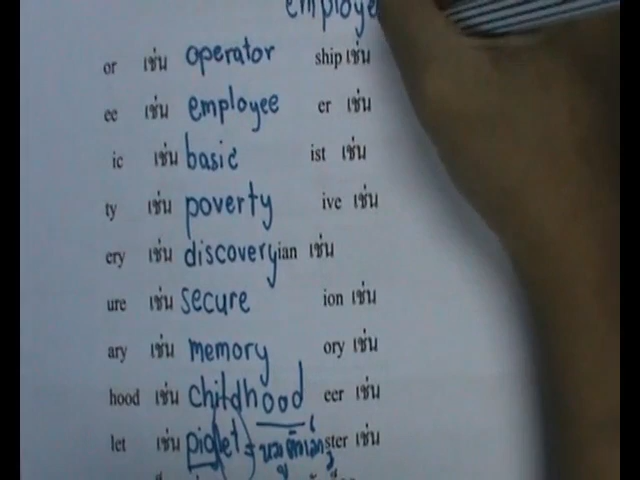 employe
or เช่น operator ship เช่น
ee เช่น employee er เช่น
ic เช่น basic ist เช่น
ty เช่น poverty ive เช่น
ery เช่น discovery ian เช่น
ure เช่น secure ion เช่น
ary เช่น memory ory เช่น
hood เช่น childhood eer เช่น
let เช่น piglet = ster เช่น